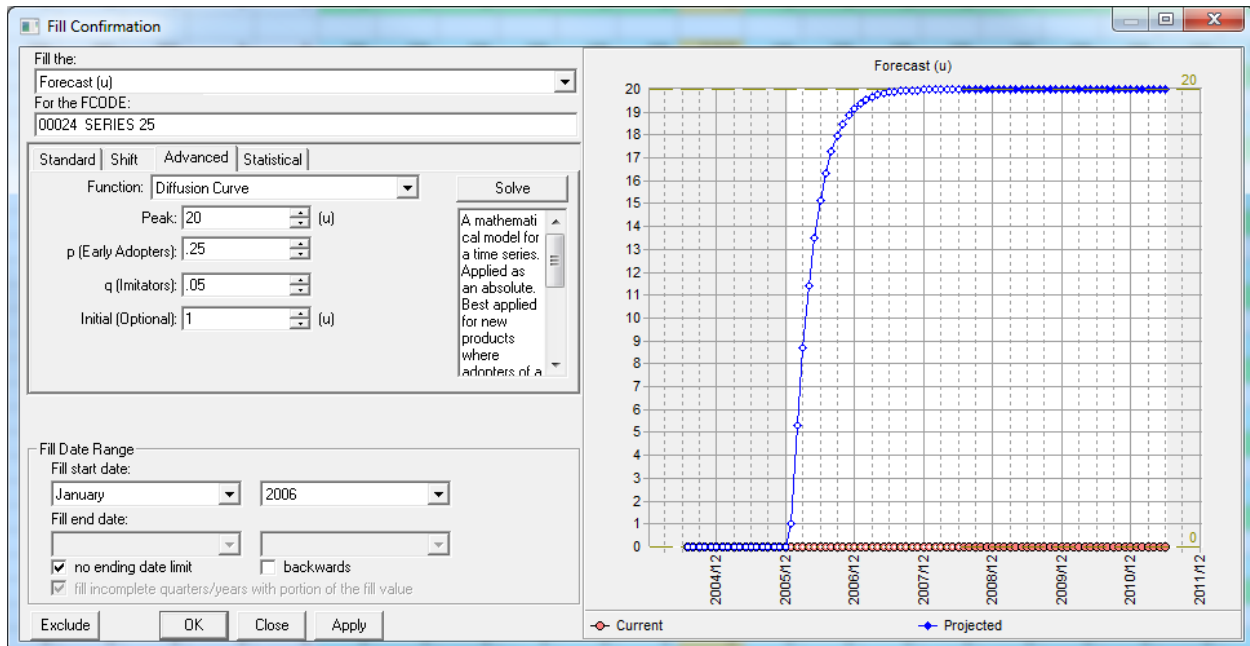 Fill Confirmation
Fill the:
Forecast (u)
For the FCODE:
00024 SERIES 25
Standard Shift Advanced Statistical
Function: Diffusion Curve
Solve
Peak: 20 (u)
p (Early Adopters): .25
q (Imitators): .05
Initial (Optional): 1 (u)
A mathemati
cal model for
a time series.
Applied as
an absolute.
Best applied
for new
products
where
adopters of a
Fill Date Range
Fill start date:
January 2006
Fill end date:
no ending date limit backwards
fill incomplete quarters/years with portion of the fill value
Exclude OK Close Apply
Forecast (u)
20
20
19
18
17
16
15
14
13
12
11
10
9
8
7
6
5
4
3
2
1
0
0
2004/12
2005/12
2006/12
2007/12
2008/12
2009/12
2010/12
2011/12
Current Projected